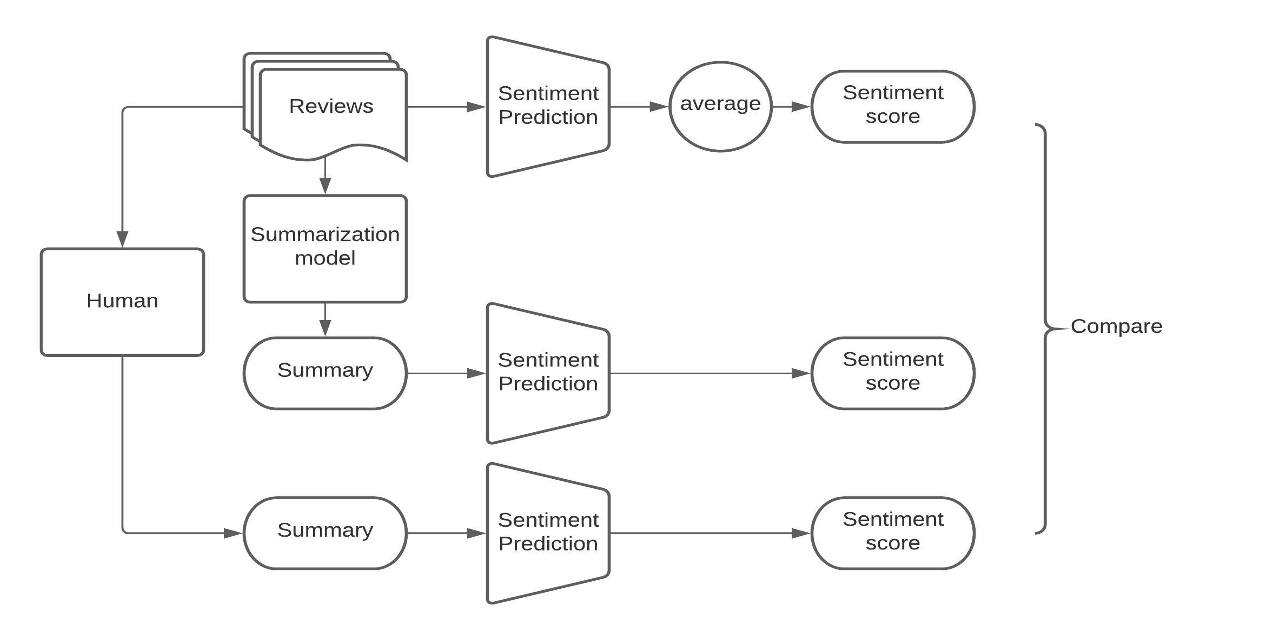 Reviews
Sentiment
Prediction
average
Sentiment
score
Summarization
model
Human
Compare
Summary
Sentiment
Prediction
Sentiment
score
Summary
Sentiment
Prediction
Sentiment
score